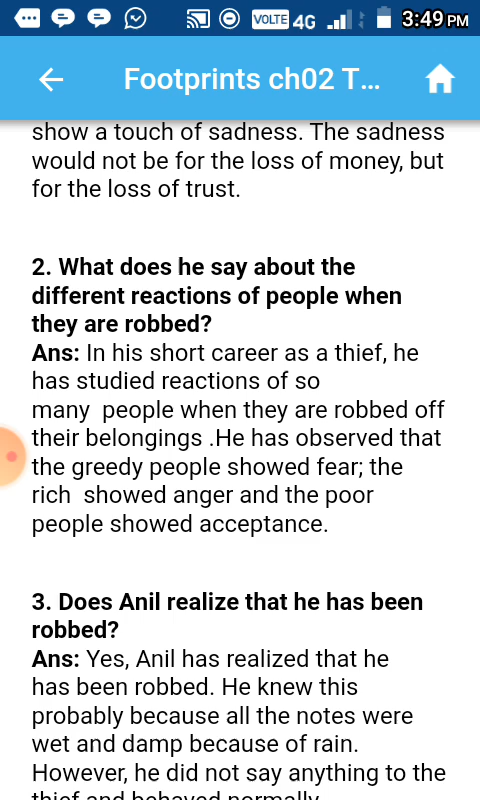 VOLTE 4G 3:49 PM
Footprints ch02 T...
show a touch of sadness. The sadness
would not be for the loss of money, but
for the loss of trust.
2. What does he say about the
different reactions of people when
they are robbed?
Ans: In his short career as a thief, he
has studied reactions of so
many  people when they are robbed off
their belongings .He has observed that
the greedy people showed fear; the
rich  showed anger and the poor
people showed acceptance.
3. Does Anil realize that he has been
robbed?
Ans: Yes, Anil has realized that he
has been robbed. He knew this
probably because all the notes were
wet and damp because of rain.
However, he did not say anything to the
thief and behaved normally